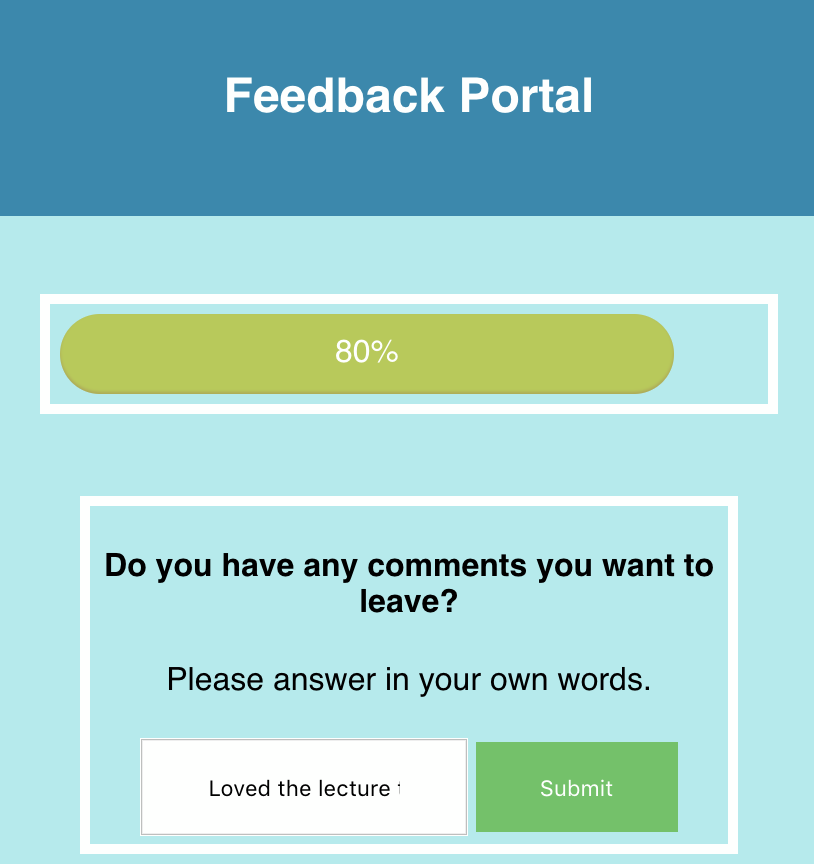 Feedback Portal
80%
Do you have any comments you want to
leave?
Please answer in your own words.
Loved the lecture
Submit